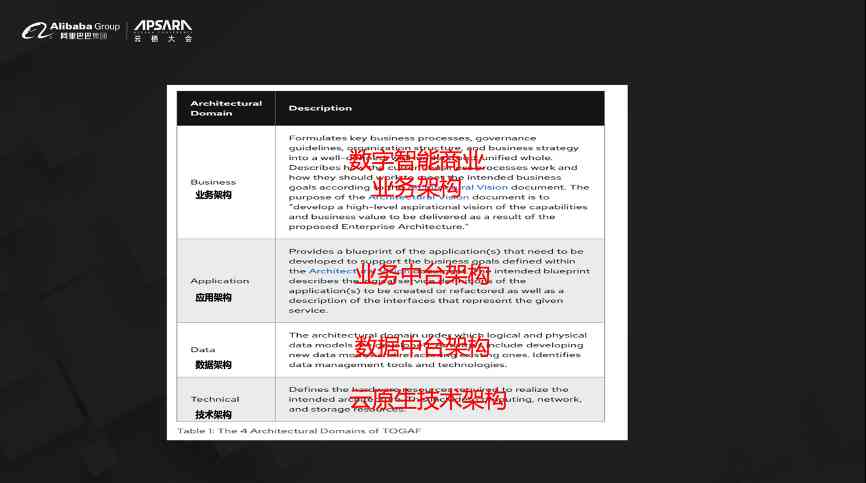 Alibaba Group
阿里巴巴集团
APSARA
云 栖 大 会
Architectural Domain
Description
Business
业务架构
Formulates key business processes, governance
guidelines, organization structure, and business strategy
into a well- unified whole.
Describes how the current processes work and
how they should work to meet the intended business
goals according to the Architectural Vision document. The
purpose of the Architectural Vision document is to
"develop a high-level aspirational vision of the capabilities
and business value to be delivered as a result of the
proposed Enterprise Architecture."
数字智能商业
业务架构
Application
应用架构
Provides a blueprint of the application(s) that need to be
developed to support the business goals defined within
the Architectural intended blueprint
describes the of the
application(s) to be created or refactored as well as a
description of the interfaces that represent the given
service.
业务中台架构
Data
数据架构
The architectural domain under which logical and physical
data models include developing
new data existing ones. Identifies
data management tools and technologies.
数据中台架构
Technical
技术架构
Defines the hardware resources required to realize the
intended network,
and storage resources.
云原生技术架构
Table 1: The 4 Architectural Domains of TOGAF